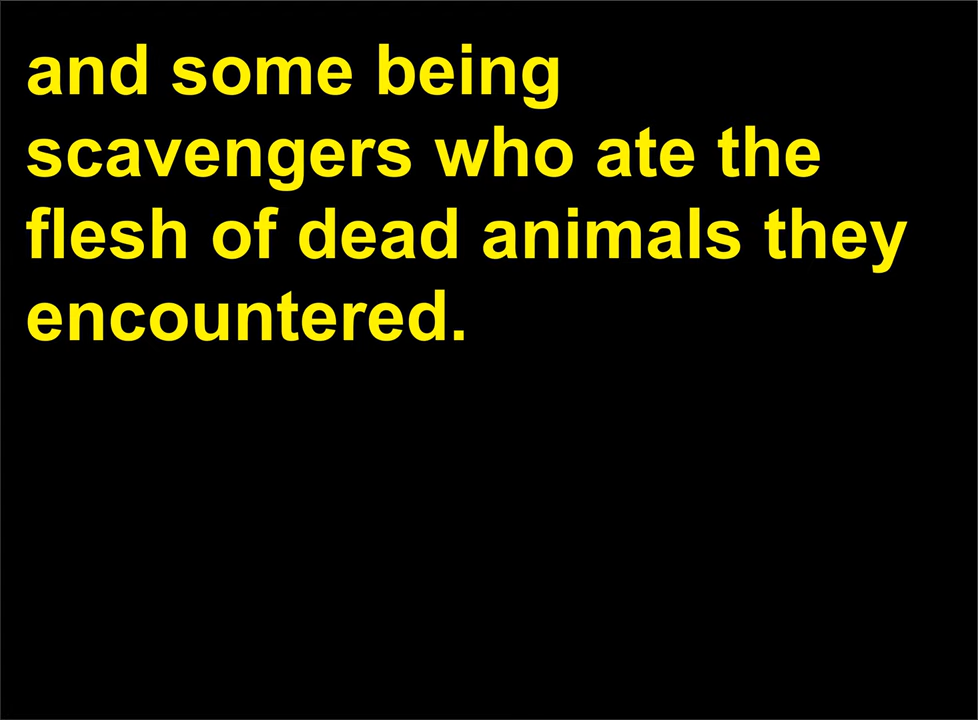 and some being
scavengers who ate the
flesh of dead animals they
encountered.